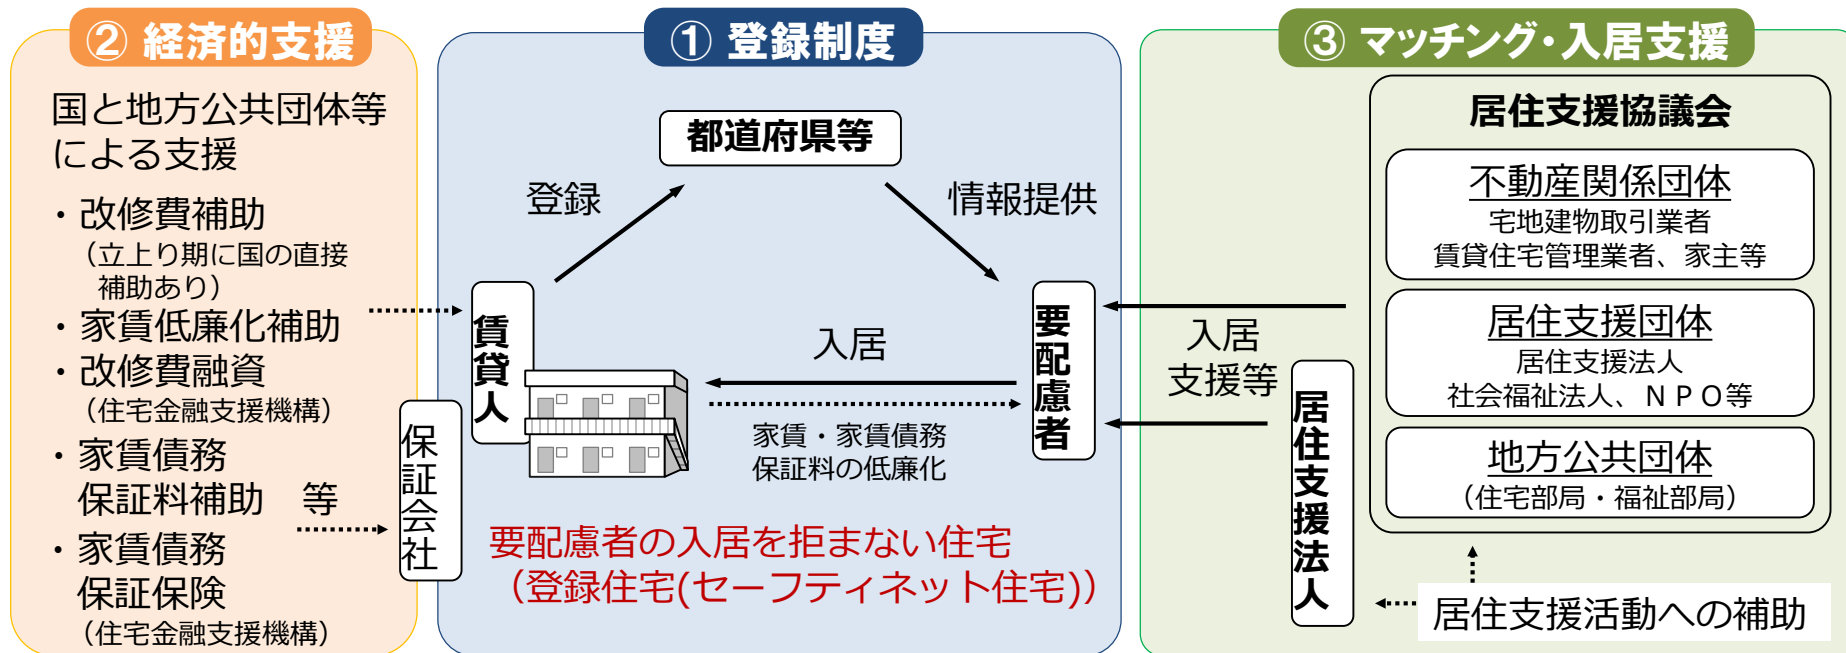 ② 経済的支援
国と地方公共団体等
による支援
・改修費補助
（立上り期に国の直接
補助あり）
・家賃低廉化補助
・改修費融資
（住宅金融支援機構）
・家賃債務
保証料補助　等
・家賃債務
保証保険
（住宅金融支援機構）
保証会社
① 登録制度
都道府県等
登録
情報提供
賃貸人
入居
家賃・家賃債務
保証料の低廉化
要配慮者
要配慮者の入居を拒まない住宅
（登録住宅(セーフティネット住宅)）
③ マッチング・入居支援
居住支援協議会
不動産関係団体
宅地建物取引業者
賃貸住宅管理業者、家主等
居住支援団体
居住支援法人
社会福祉法人、ＮＰＯ等
地方公共団体
（住宅部局・福祉部局）
入居
支援等
居住支援法人
居住支援活動への補助